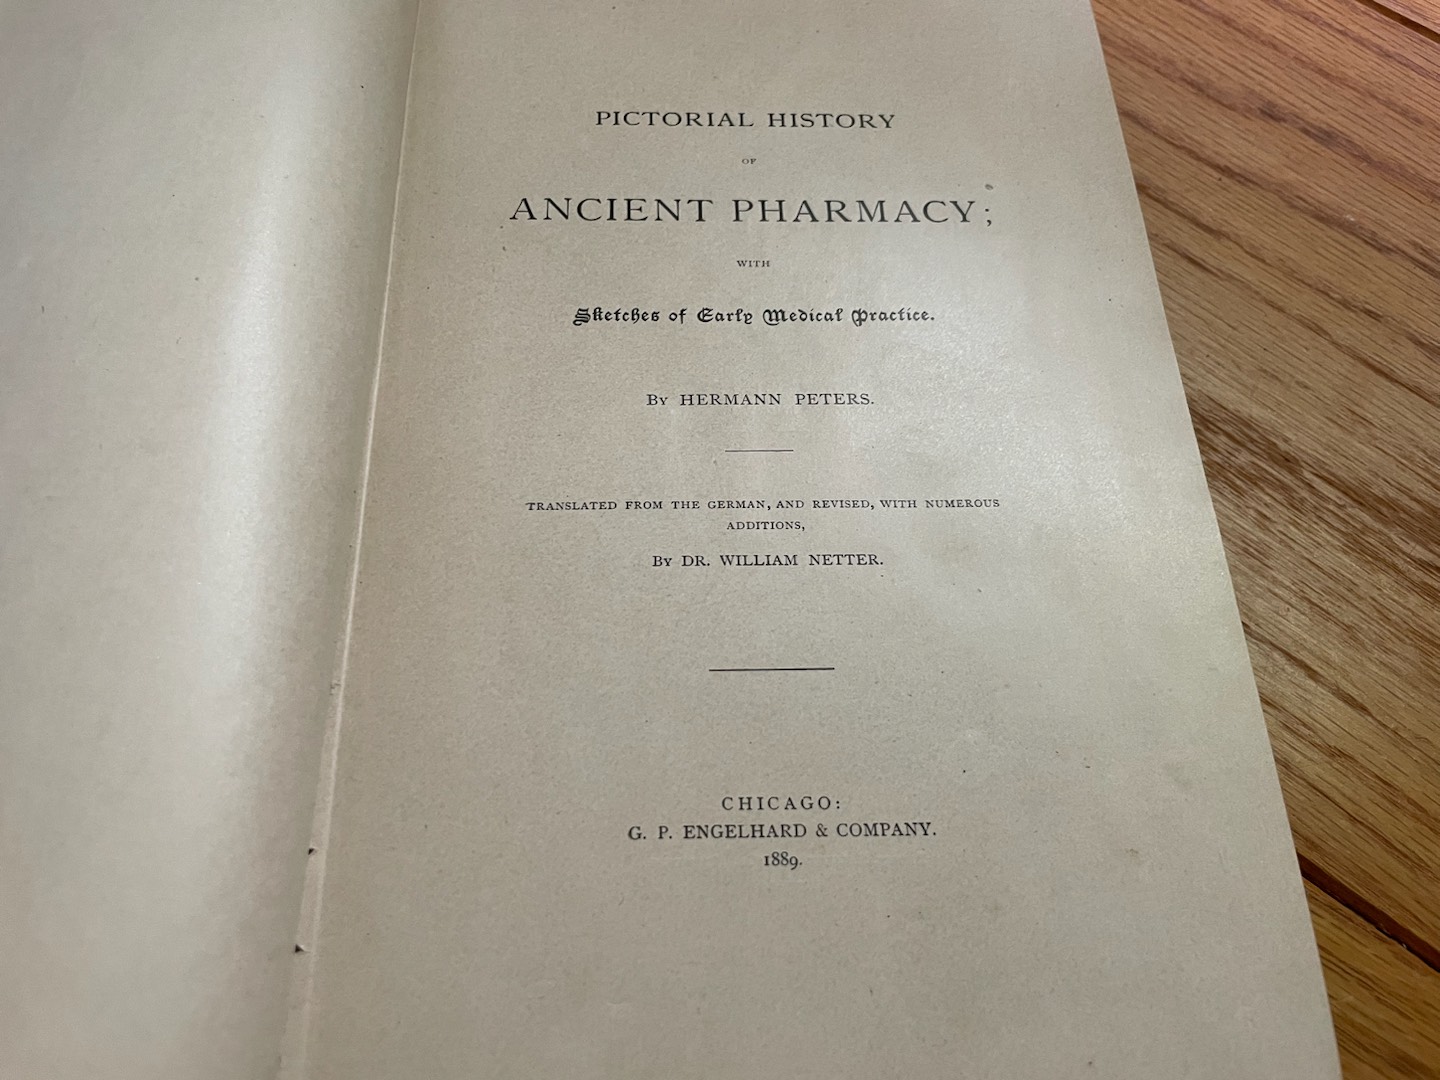 PICTORIAL HISTORY
OF
ANCIENT PHARMACY;
WITH
Sketches of Early Medical Practice.
By HERMANN PETERS.
TRANSLATED FROM THE GERMAN, AND REVISED, WITH NUMEROUS
ADDITIONS,
By DR. WILLIAM NETTER.
CHICAGO:
G. P. ENGELHARD & COMPANY.
1889.